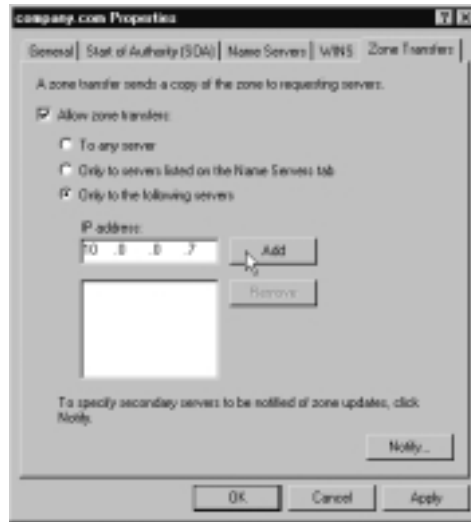 company.com Properties
General Start of Authority (SOA) Name Servers WINS Zone Transfers
A zone transfer sends a copy of the zone to requesting servers.
Allow zone transfers:
To any server
Only to servers listed on the Name Servers tab
Only to the following servers
IP address:
10 .0 .0 .7 Add
Remove
To specify secondary servers to be notified of zone updates, click
Notify.
Notify...
OK Cancel Apply